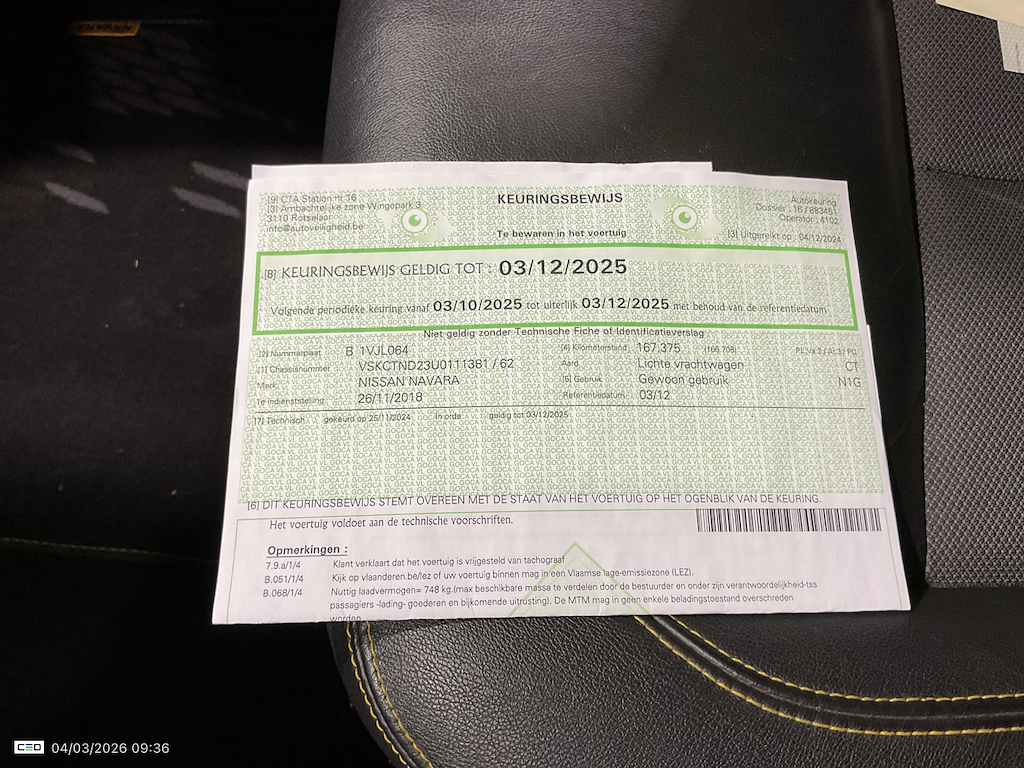 [9] CTA Station nr 16
[3] Ambachtelijke zone Wingepark 3
3110 Rotselaar
info@autoveiligheid.be
KEURINGSBEWIJS
Te bewaren in het voertuig
Autokeuring
Dossier : 16 / 883451
Operator : 4102
[3] Uitgereikt op : 04/12/2024
[8] KEURINGSBEWIJS GELDIG TOT : 03/12/2025
Volgende periodieke keuring vanaf 03/10/2025 tot uiterlijk 03/12/2025 met behoud van de referentiedatum
Niet geldig zonder Technische Fiche of Identificatieverslag
[2] Nummerplaat B 1VJL064 [4] Kilometerstand 167.375 (166.708)
[1] Chassisnummer VSKCTND23U0111381 / 62 Aard Lichte vrachtwagen CT
Merk NISSAN NAVARA [5] Gebruik Gewoon gebruik N1G
1e indienststelling 26/11/2018 Referentiedatum 03/12
[7] Technisch gekeurd op 25/11/2024 In orde geldig tot 03/12/2025
[6] DIT KEURINGSBEWIJS STEMT OVEREEN MET DE STAAT VAN HET VOERTUIG OP HET OGENBLIK VAN DE KEURING.
Het voertuig voldoet aan de technische voorschriften.
Opmerkingen :
7.9.a/1/4 Klant verklaart dat het voertuig is vrijgesteld van tachograaf
B.051/1/4 Kijk op vlaanderen.be/lez of uw voertuig binnen mag in een Vlaamse lage-emissiezone (LEZ).
B.068/1/4 Nuttig laadvermogen= 748 kg.(max beschikbare massa te verdelen door de bestuurder en onder zijn verantwoordelijkheid-tss
passagiers -lading- goederen en bijkomende uitrusting). De MTM mag in geen enkele beladingstoestand overschreden
worden
CED 04/03/2026 09:36